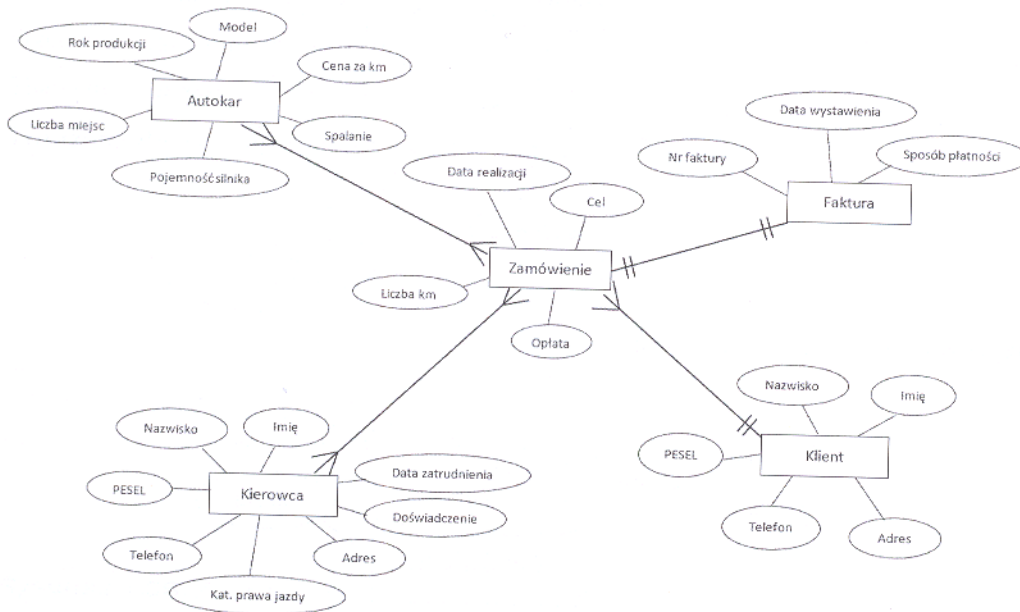 Model
Rok produkcji
Cena za km
Autokar
Liczba miejsc
Spalanie
Pojemność silnika
Data wystawienia
Nr faktury
Sposób płatności
Faktura
Data realizacji
Cel
Zamówienie
Liczba km
Opłata
Nazwisko
Imię
PESEL
Kierowca
Data zatrudnienia
Doświadczenie
Telefon
Adres
Kat. prawa jazdy
Nazwisko
Imię
PESEL
Klient
Telefon
Adres